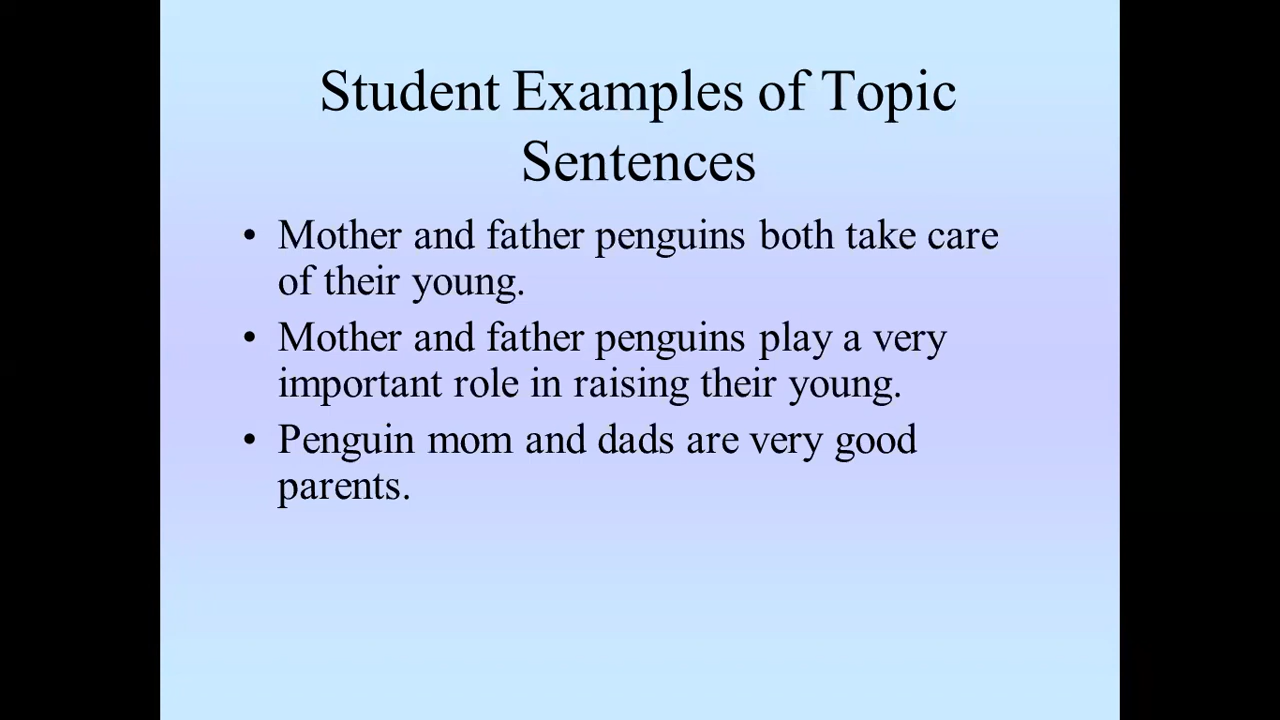 Student Examples of Topic
Sentences
• Mother and father penguins both take care
of their young.
• Mother and father penguins play a very
important role in raising their young.
• Penguin mom and dads are very good
parents.